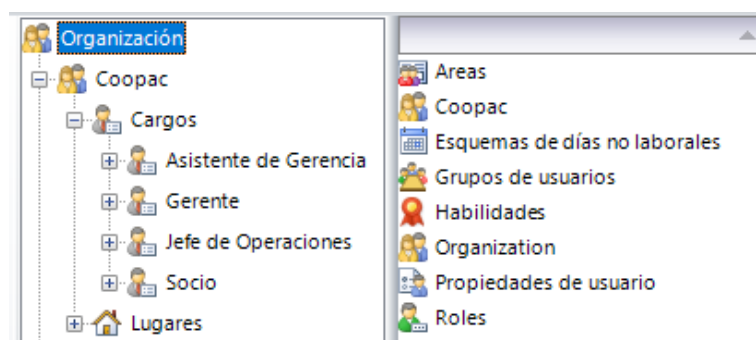 Organización
Coopac
Cargos
Asistente de Gerencia
Gerente
Jefe de Operaciones
Socio
Lugares
Areas
Coopac
Esquemas de días no laborales
Grupos de usuarios
Habilidades
Organization
Propiedades de usuario
Roles